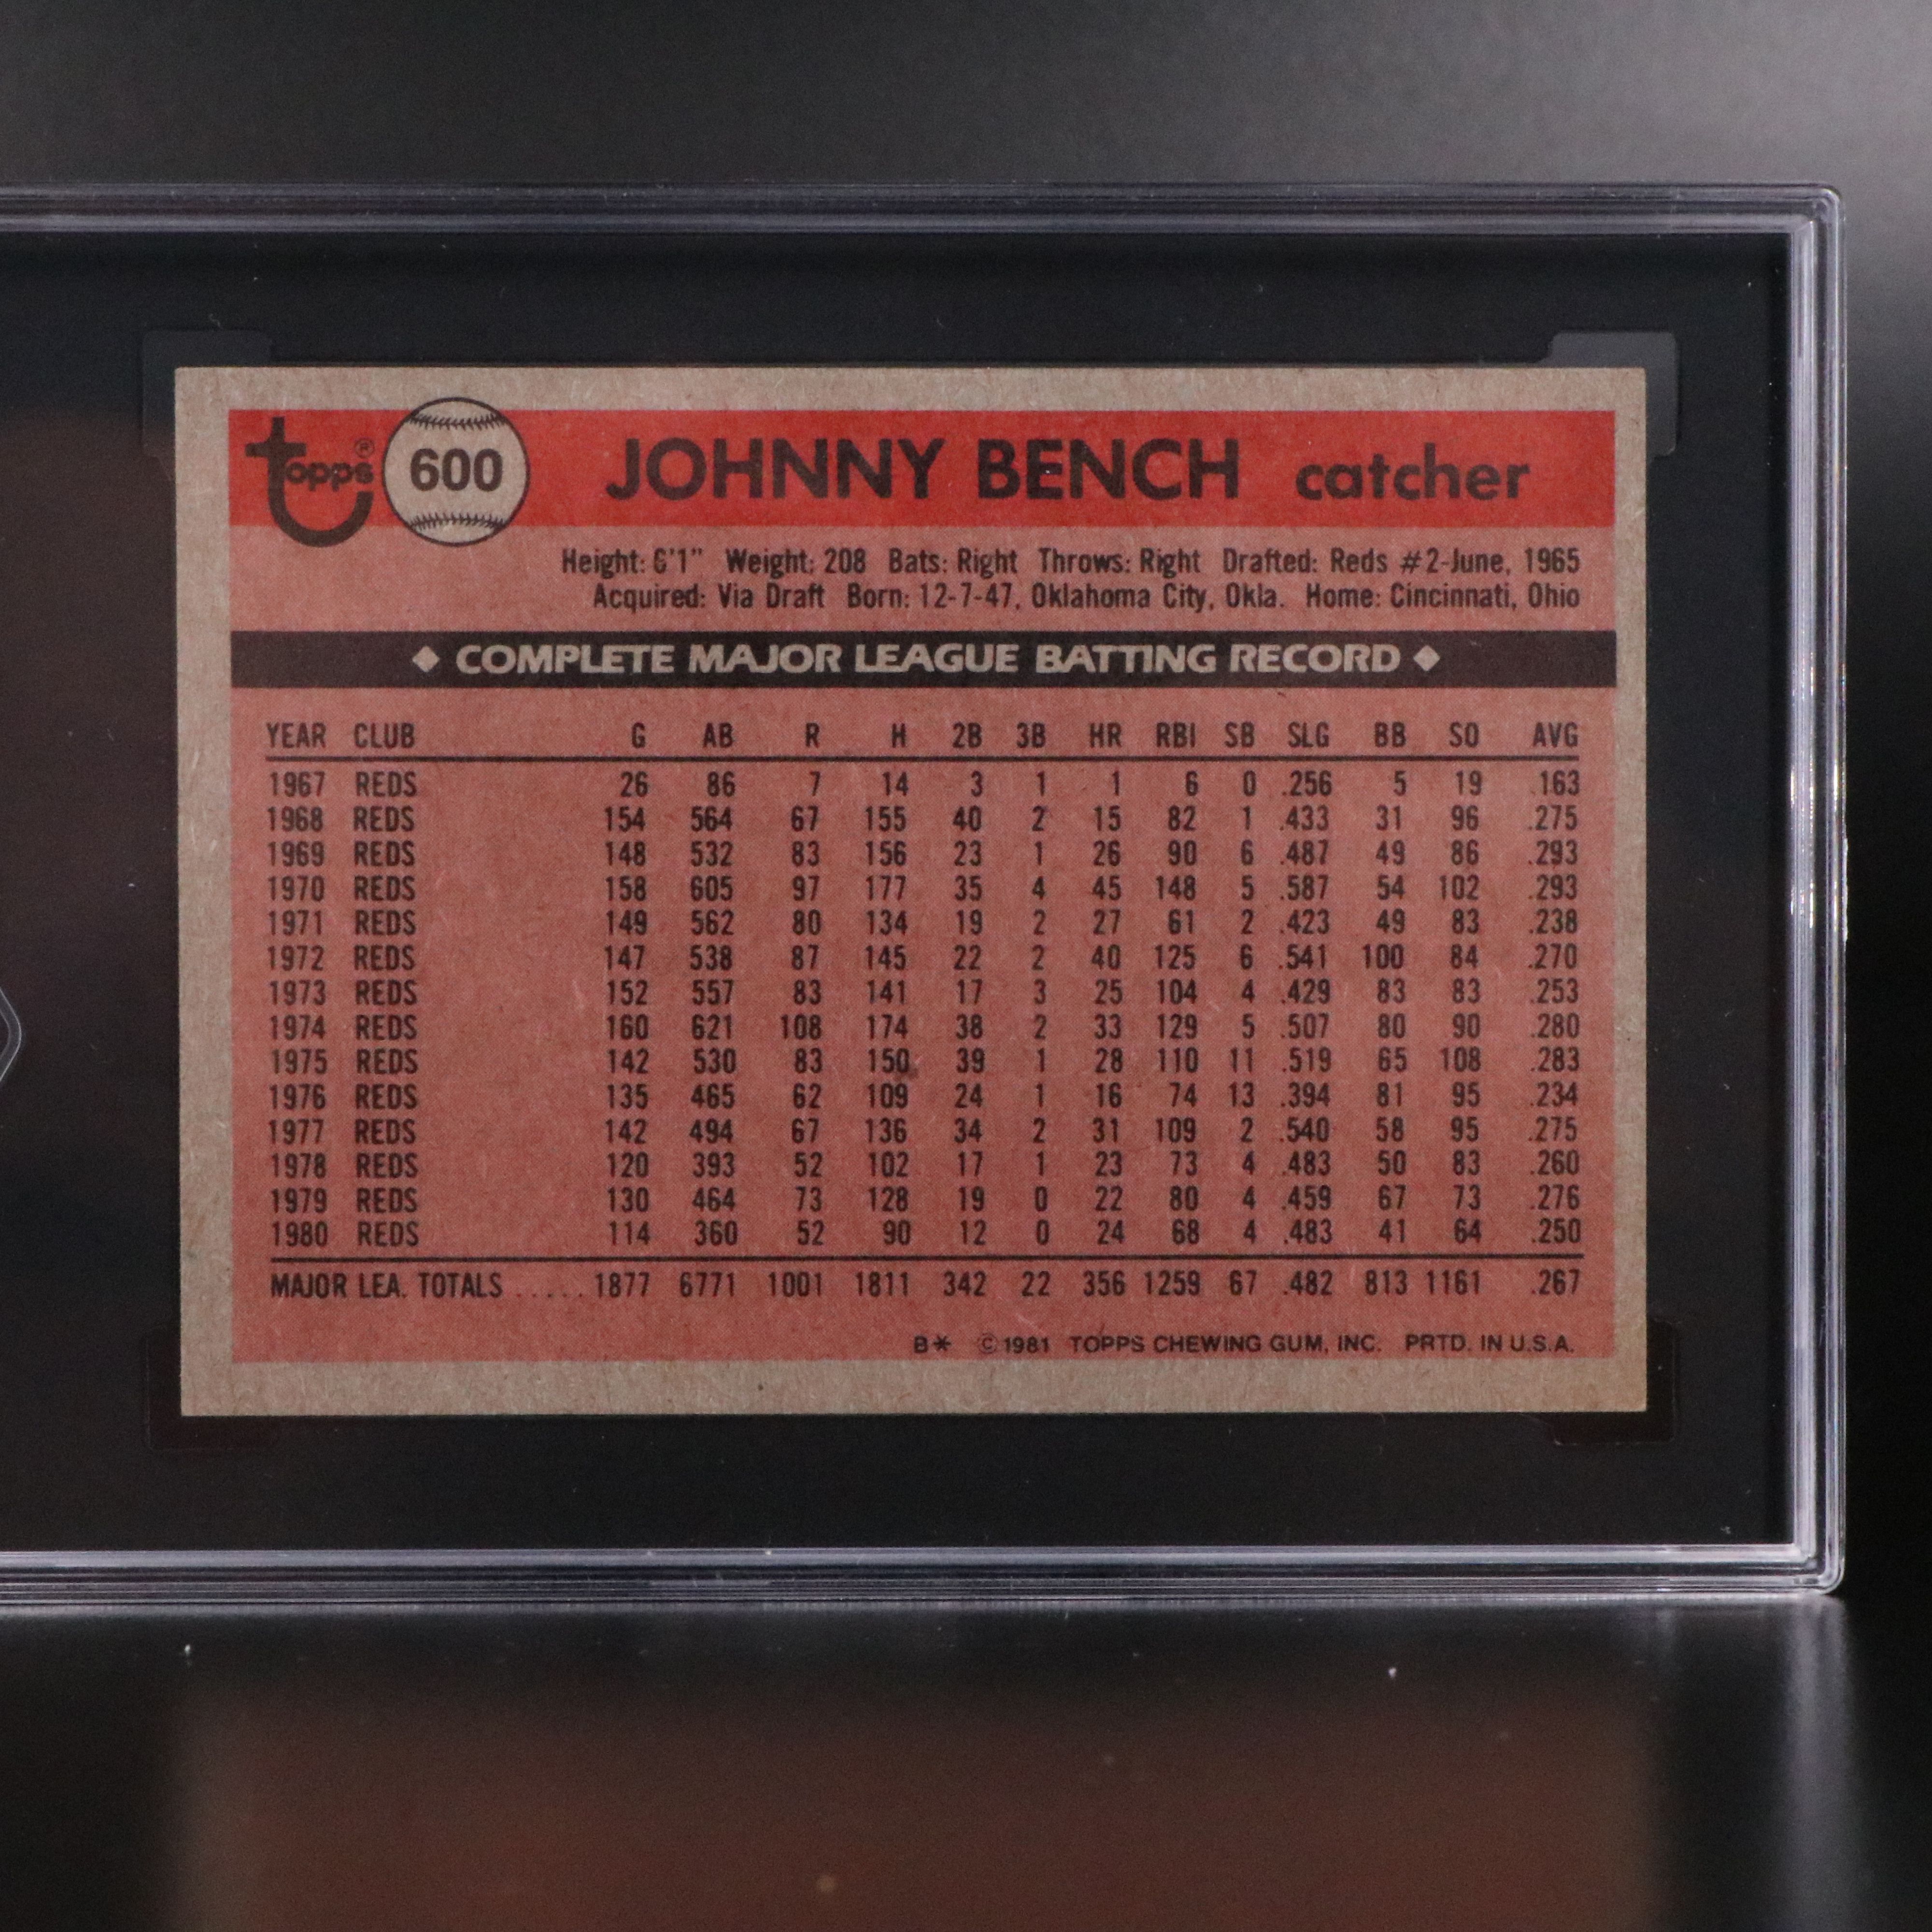 topps® 600 JOHNNY BENCH catcher
Height: 6'1" Weight: 208 Bats: Right Throws: Right Drafted: Reds #2-June, 1965
Acquired: Via Draft Born: 12-7-47, Oklahoma City, Okla. Home: Cincinnati, Ohio
◆ COMPLETE MAJOR LEAGUE BATTING RECORD ◆
YEAR CLUB G AB R H 2B 3B HR RBI SB SLG BB SO AVG
1967 REDS 26 86 7 14 3 1 1 6 0 .256 5 19 .163
1968 REDS 154 564 67 155 40 2 15 82 1 .433 31 96 .275
1969 REDS 148 532 83 156 23 1 26 90 6 .487 49 86 .293
1970 REDS 158 605 97 177 35 4 45 148 5 .587 54 102 .293
1971 REDS 149 562 80 134 19 2 27 61 2 .423 49 83 .238
1972 REDS 147 538 87 145 22 2 40 125 6 .541 100 84 .270
1973 REDS 152 557 83 141 17 3 25 104 4 .429 83 83 .253
1974 REDS 160 621 108 174 38 2 33 129 5 .507 80 90 .280
1975 REDS 142 530 83 150 39 1 28 110 11 .519 65 108 .283
1976 REDS 135 465 62 109 24 1 16 74 13 .394 81 95 .234
1977 REDS 142 494 67 136 34 2 31 109 2 .540 58 95 .275
1978 REDS 120 393 52 102 17 1 23 73 4 .483 50 83 .260
1979 REDS 130 464 73 128 19 0 22 80 4 .459 67 73 .276
1980 REDS 114 360 52 90 12 0 24 68 4 .483 41 64 .250
MAJOR LEA. TOTALS ..... 1877 6771 1001 1811 342 22 356 1259 67 .482 813 1161 .267
B* ©1981 TOPPS CHEWING GUM, INC. PRTD. IN U.S.A.